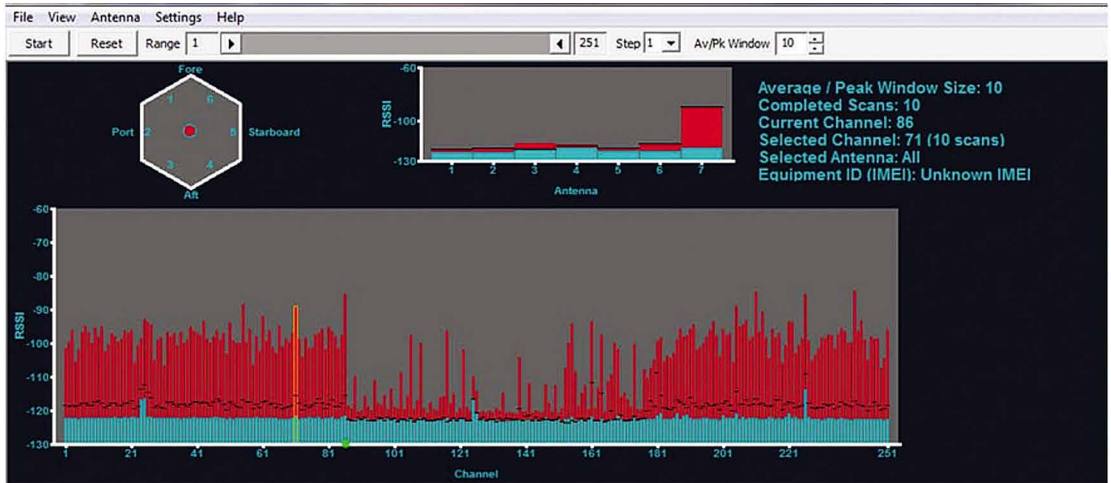 File View Antenna Settings Help
Start Reset Range 1 251 Step 1 Av/Pk Window 10
Fore
1 6
Port 2 5 Starboard
3 4
Aft
-60
-100
-130
RSSI
1 2 3 4 5 6 7
Antenna
Average / Peak Window Size: 10
Completed Scans: 10
Current Channel: 86
Selected Channel: 71 (10 scans)
Selected Antenna: All
Equipment ID (IMEI): Unknown IMEI
-60
-70
-80
-90
-100
-110
-120
-130
RSSI
1 21 41 61 81 101 121 141 161 181 201 221 251
Channel